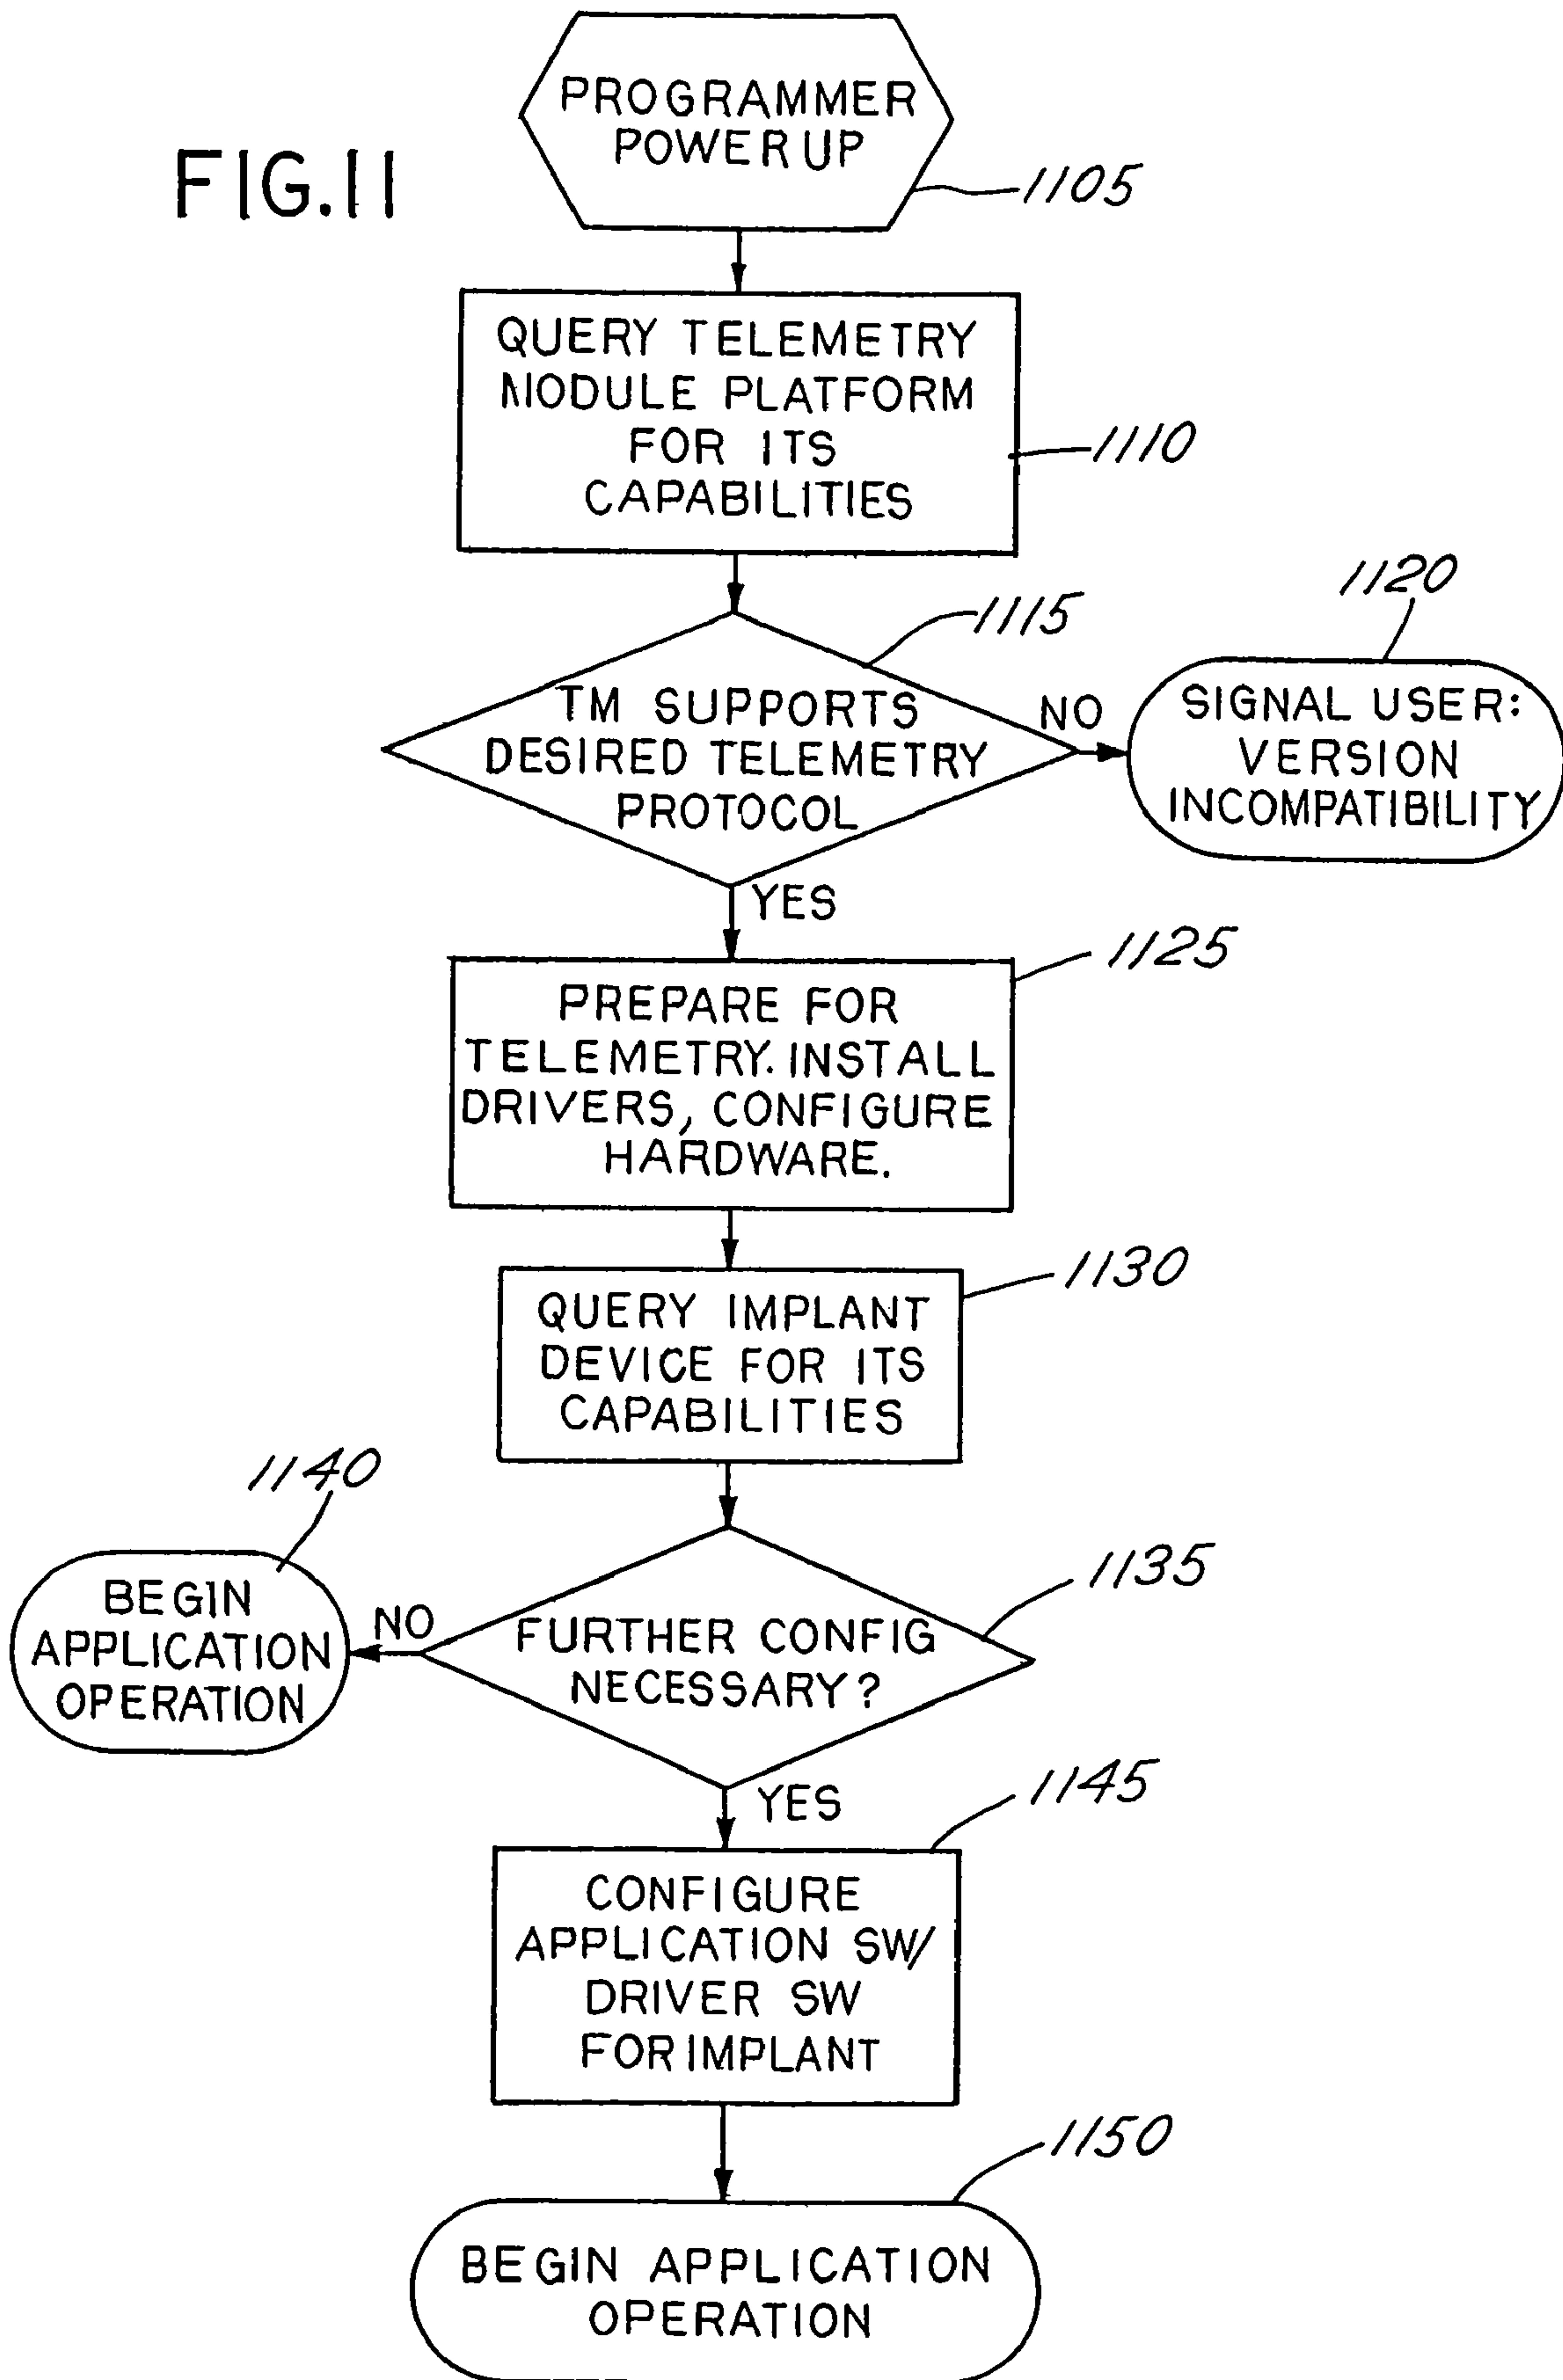 FIG.11
PROGRAMMER
POWER UP
1105
QUERY TELEMETRY
MODULE PLATFORM
FOR ITS
CAPABILITIES
1110
1115
TM SUPPORTS
DESIRED TELEMETRY
PROTOCOL
NO
1120
SIGNAL USER:
VERSION
INCOMPATIBILITY
YES
1125
PREPARE FOR
TELEMETRY. INSTALL
DRIVERS, CONFIGURE
HARDWARE.
1130
QUERY IMPLANT
DEVICE FOR ITS
CAPABILITIES
1140
BEGIN
APPLICATION
OPERATION
NO
1135
FURTHER CONFIG
NECESSARY?
YES
1145
CONFIGURE
APPLICATION SW/
DRIVER SW
FOR IMPLANT
1150
BEGIN APPLICATION
OPERATION